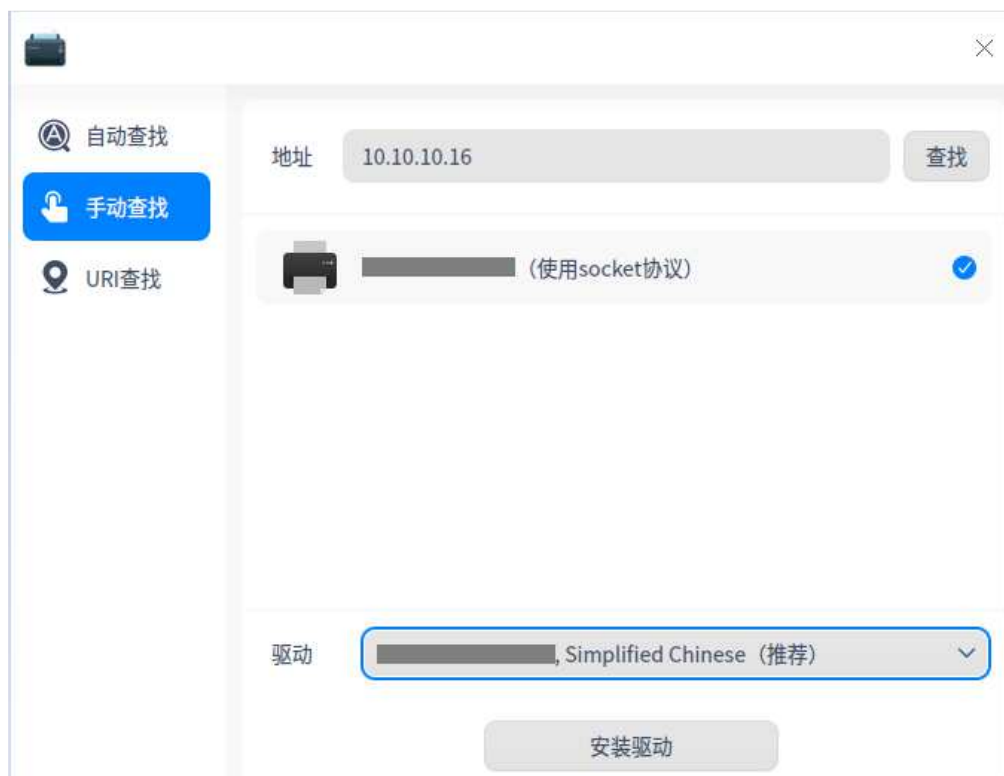 自动查找
手动查找
URI查找
地址 10.10.10.16 查找
（使用socket协议）
驱动 , Simplified Chinese（推荐）
安装驱动